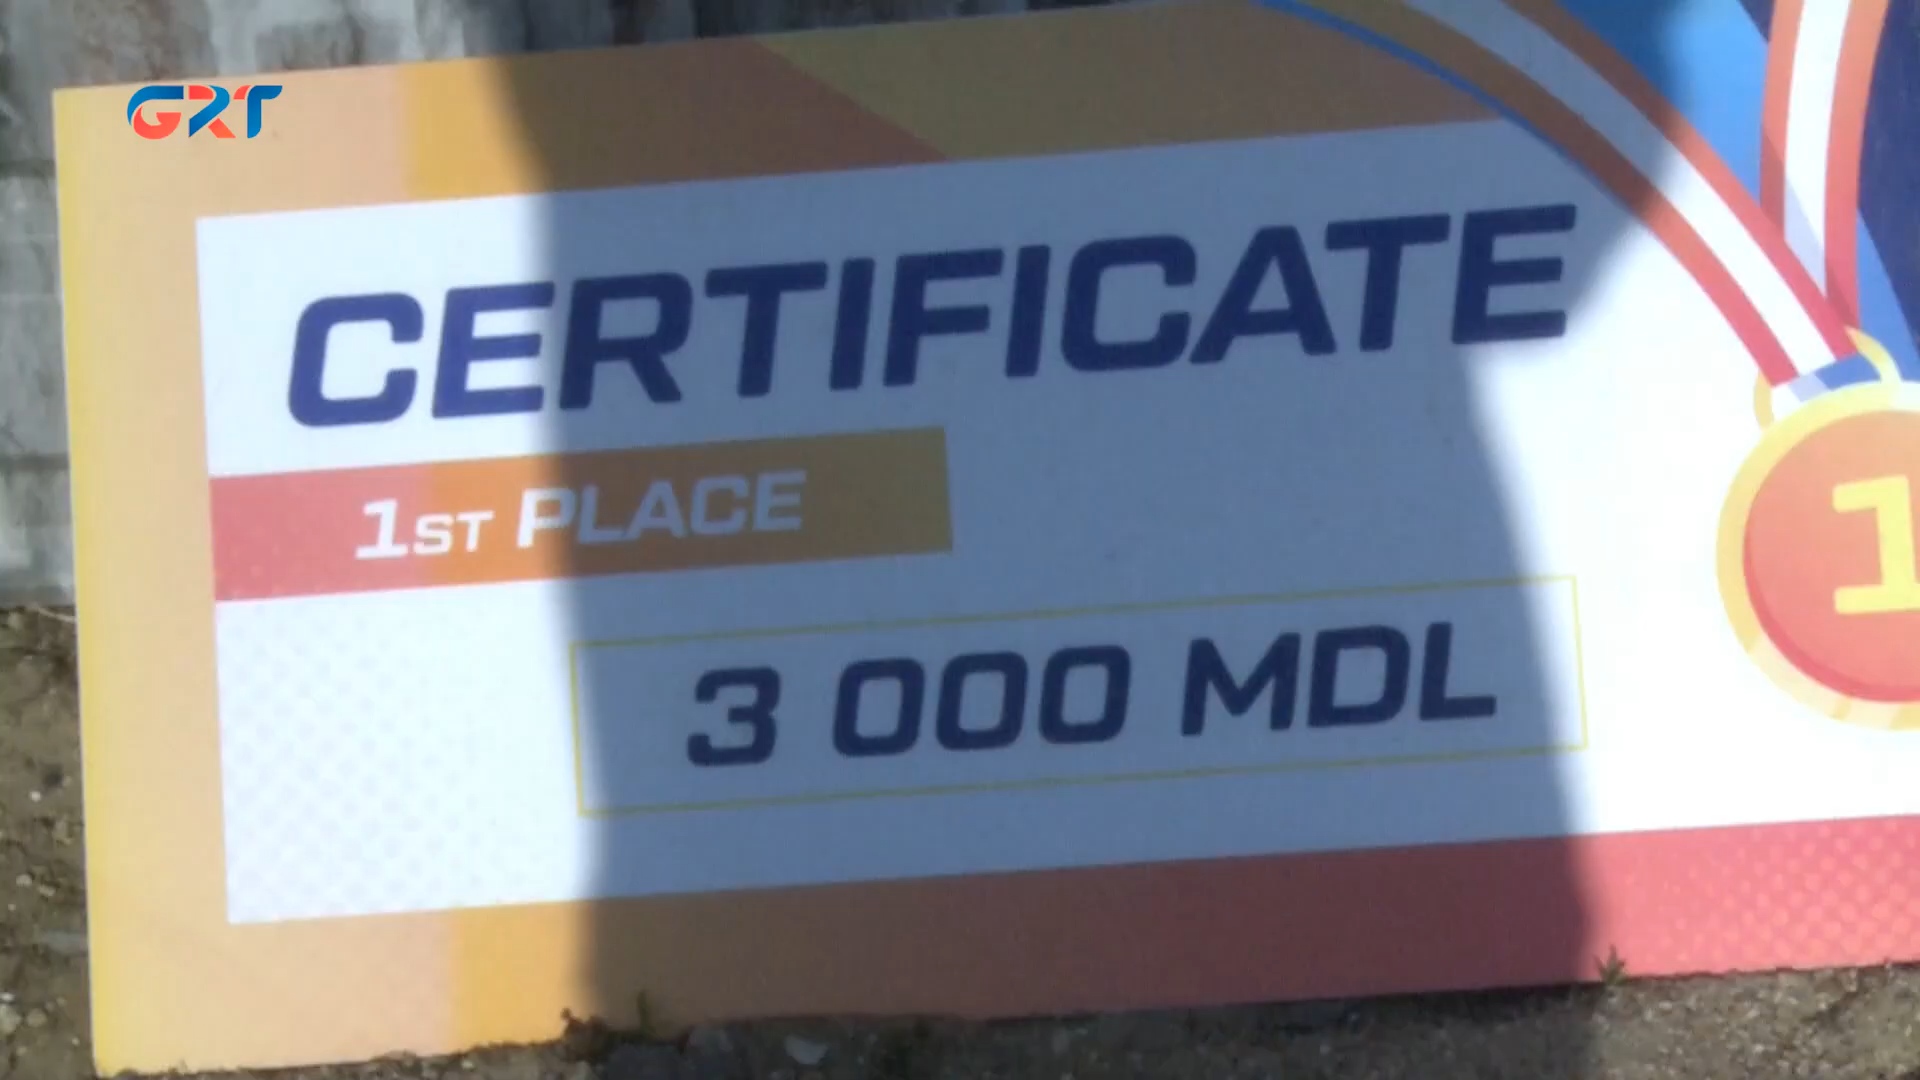 GRT
CERTIFICATE
1ST PLACE
3 000 MDL
1